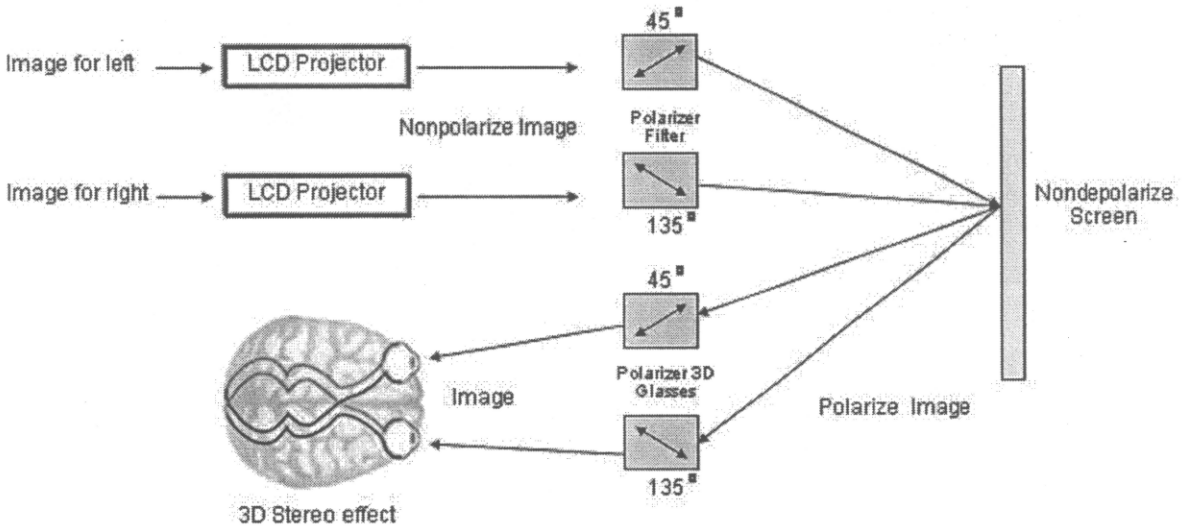 45°
Image for left
LCD Projector
Nonpolarize Image
Polarizer
Filter
Image for right
LCD Projector
135°
Nondepolarize
Screen
45°
Image
Polarizer 3D
Glasses
Polarize Image
135°
3D Stereo effect